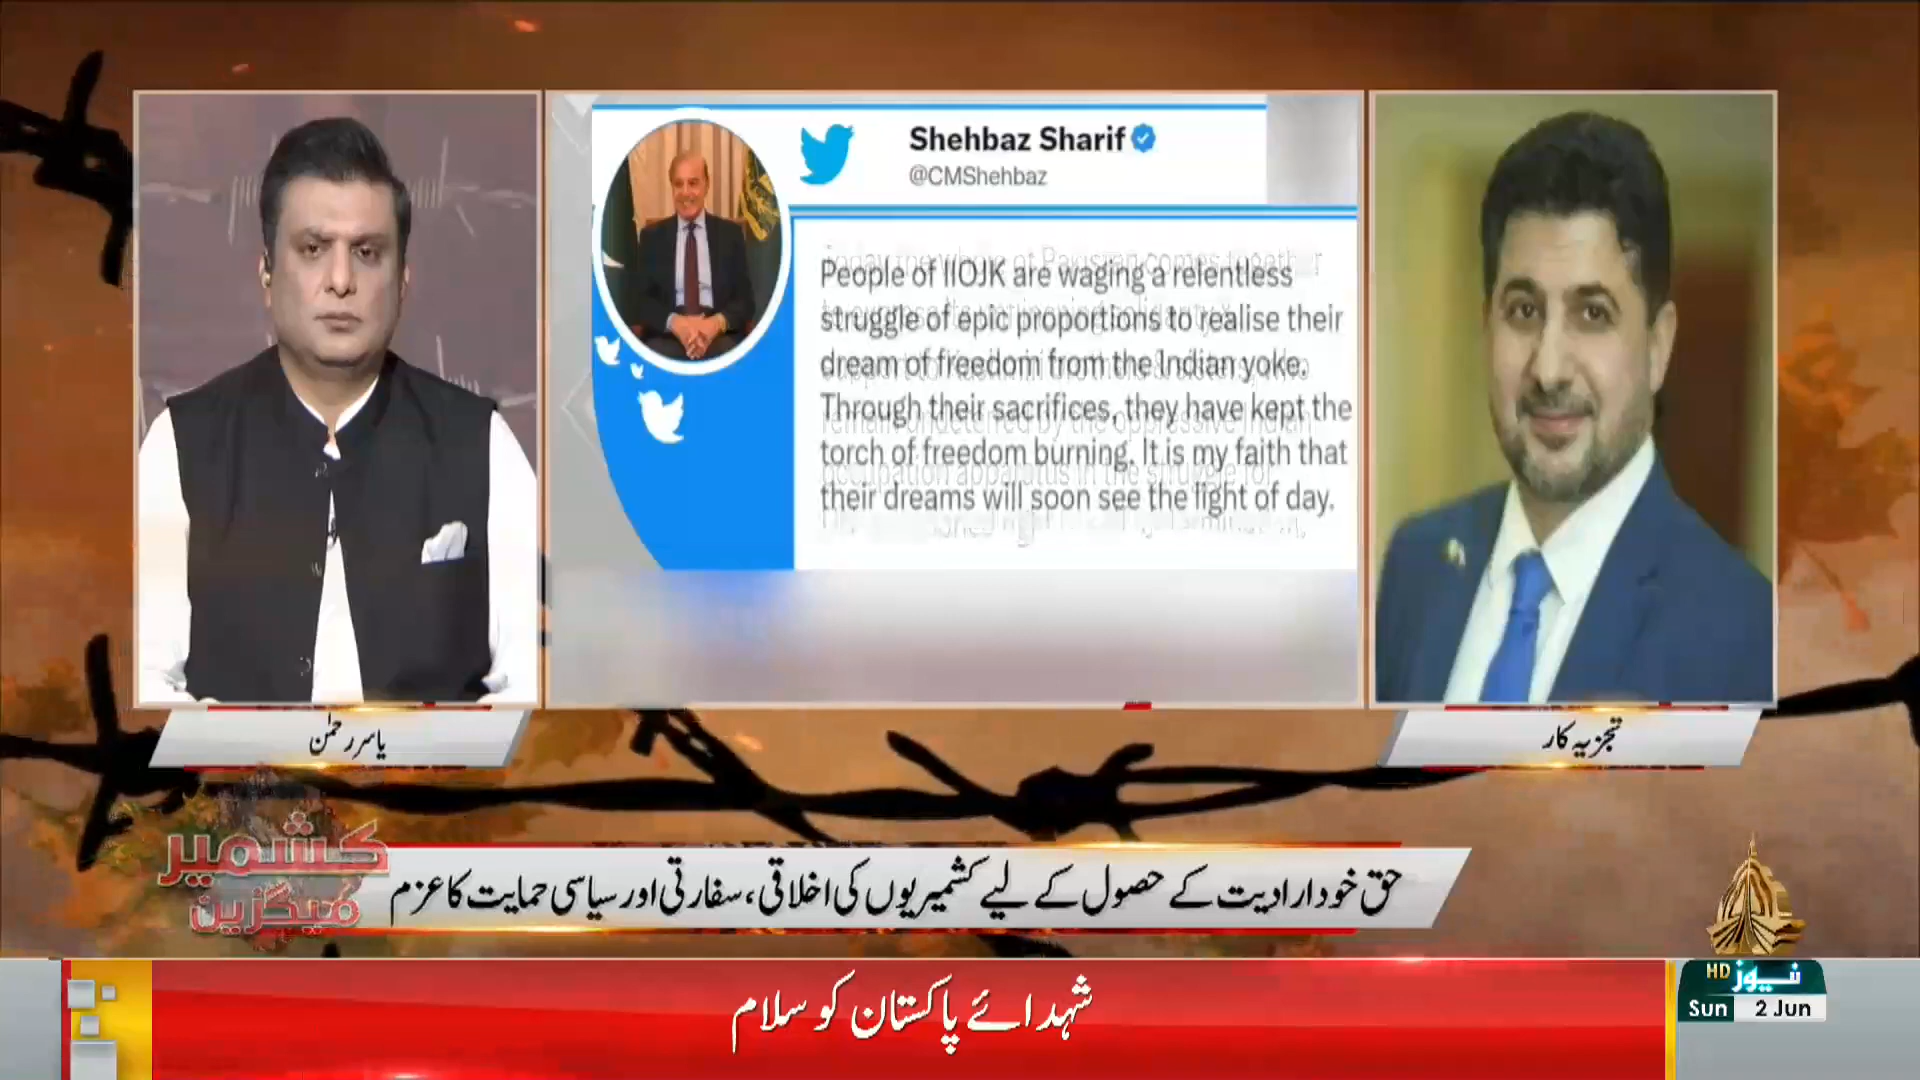 Shehbaz Sharif
@CMShehbaz
People of IIOJK are waging a relentless
struggle of epic proportions to realise their
dream of freedom from the Indian yoke.
Through their sacrifices, they have kept the
torch of freedom burning. It is my faith that
their dreams will soon see the light of day.
یاسر رحمٰن
تجزیہ کار
کشمیر
میگزین
حق خودارادیت کے حصول کے لیے کشمیریوں کی اخلاقی، سفارتی اور سیاسی حمایت کا عزم
شہدائے پاکستان کو سلام
نیوز HD
Sun 2 Jun